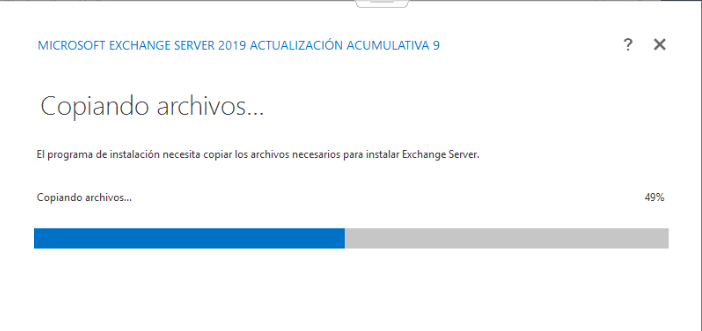 MICROSOFT EXCHANGE SERVER 2019 ACTUALIZACIÓN ACUMULATIVA 9 ? ✕
Copiando archivos...
El programa de instalación necesita copiar los archivos necesarios para instalar Exchange Server.
Copiando archivos... 49%